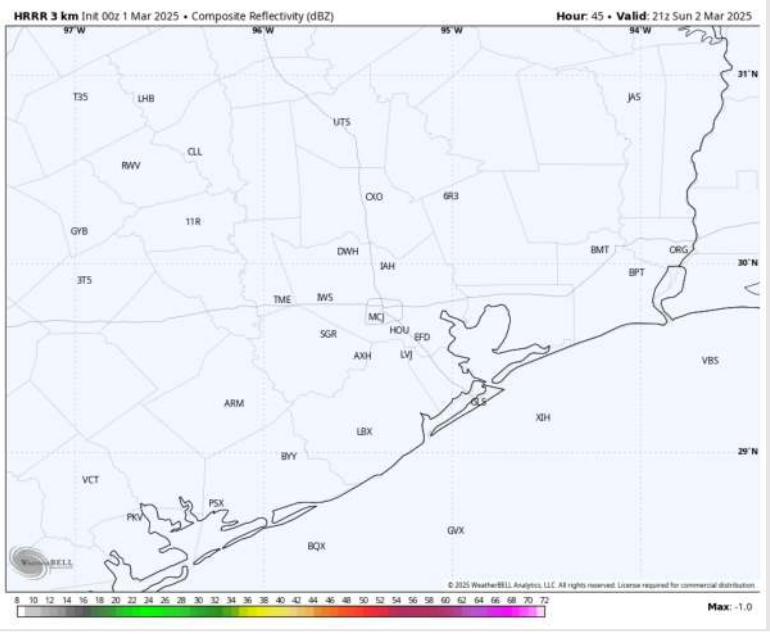 HRRR 3 km Init 00z 1 Mar 2025 • Composite Reflectivity (dBZ) Hour: 45 • Valid: 21z Sun 2 Mar 2025
97°W 96°W 95°W 94°W
31°N
T35 LHB JAS
UTS
CLL
RWV
CXO 6R3
11R
GYB
DWH BMT ORG
30°N
IAH
BPT
3T5
TME IWS
MCJ
SGR HOU
EFD
AXH LVJ
VBS
ARM GLS
XIH
LBX
29°N
BYY
VCT
PSX
PKV
GVX
BQX
WEATHERBELL
© 2025 WeatherBELL Analytics, LLC. All rights reserved. License required for commercial distribution.
8 10 12 14 16 18 20 22 24 26 28 30 32 34 36 38 40 42 44 46 48 50 52 54 56 58 60 62 64 66 68 70 72
Max: -1.0